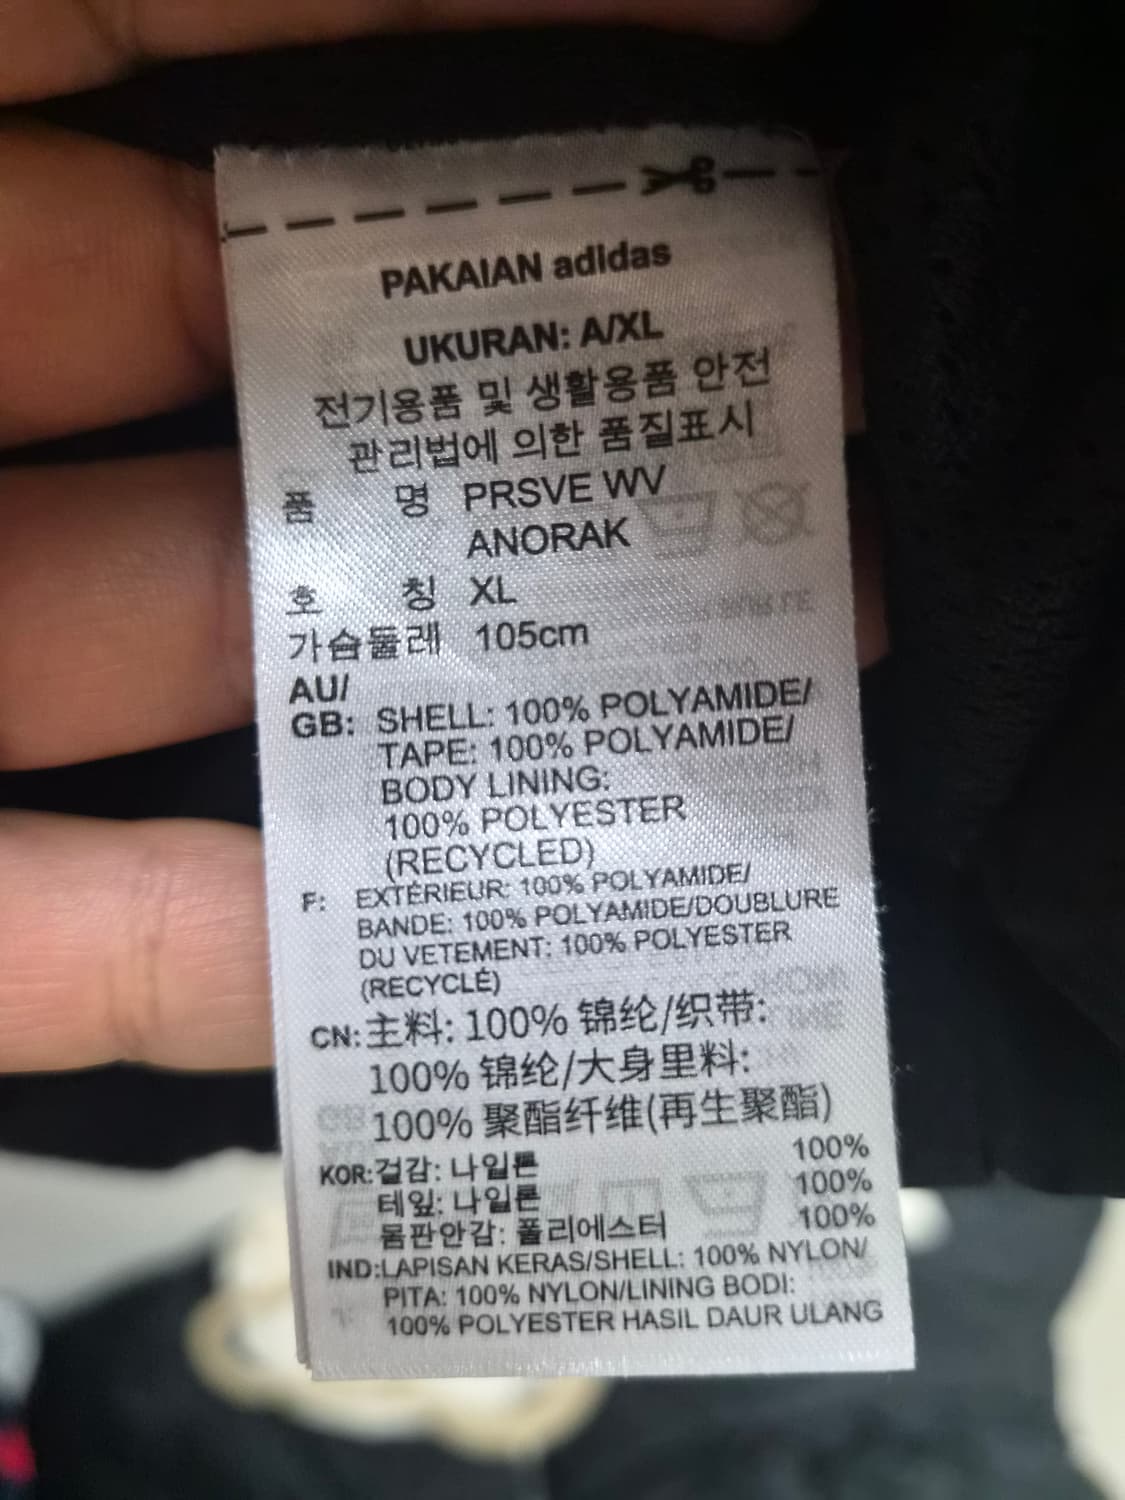 PAKAIAN adidas
UKURAN: A/XL
전기용품 및 생활용품 안전
관리법에 의한 품질표시
품 명 PRSVE WV
ANORAK
호 칭 XL
가슴둘레 105cm
AU/
GB: SHELL: 100% POLYAMIDE/
TAPE: 100% POLYAMIDE/
BODY LINING:
100% POLYESTER
(RECYCLED)
F: EXTÉRIEUR: 100% POLYAMIDE/
BANDE: 100% POLYAMIDE/DOUBLURE
DU VETEMENT: 100% POLYESTER
(RECYCLÉ)
CN: 主料: 100% 锦纶/织带:
100% 锦纶/大身里料:
100% 聚酯纤维(再生聚酯)
KOR: 겉감: 나일론 100%
테잎: 나일론 100%
몸판안감: 폴리에스터 100%
IND:LAPISAN KERAS/SHELL: 100% NYLON/
PITA: 100% NYLON/LINING BODI:
100% POLYESTER HASIL DAUR ULANG